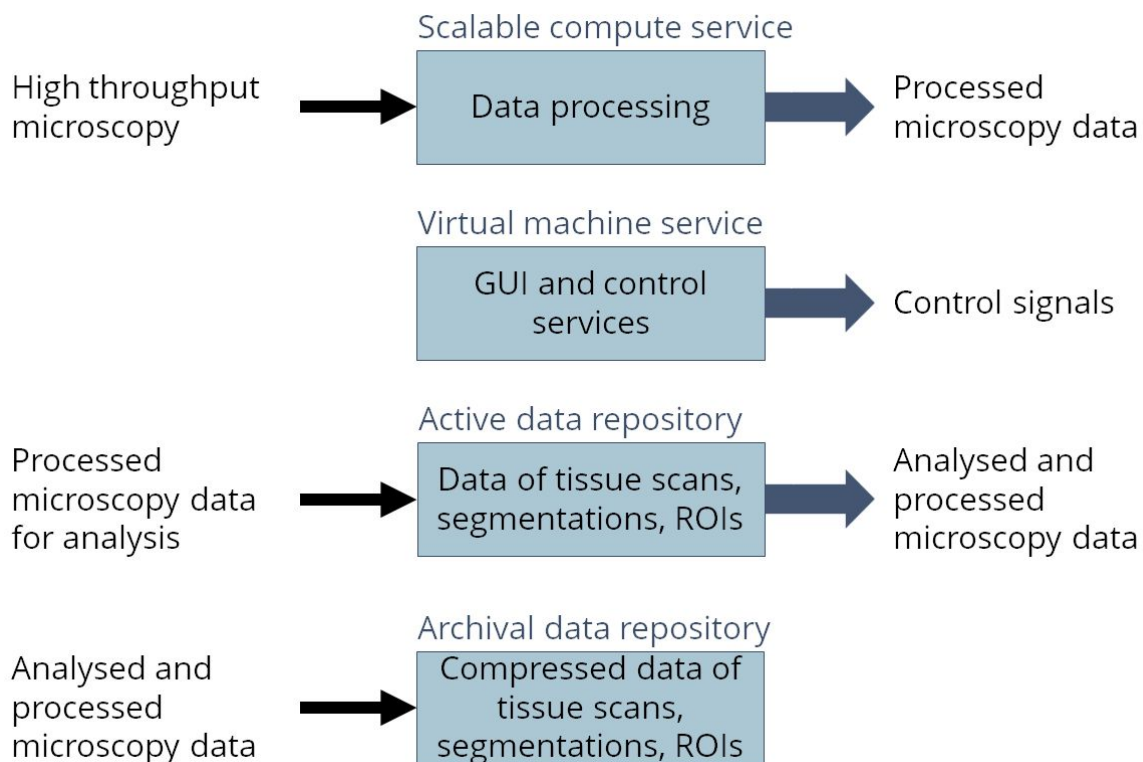 Scalable compute service
High throughput
microscopy
Data processing
Processed
microscopy data
Virtual machine service
GUI and control
services
Control signals
Active data repository
Processed
microscopy data
for analysis
Data of tissue scans,
segmentations, ROIs
Analysed and
processed
microscopy data
Archival data repository
Analysed and
processed
microscopy data
Compressed data of
tissue scans,
segmentations, ROIs